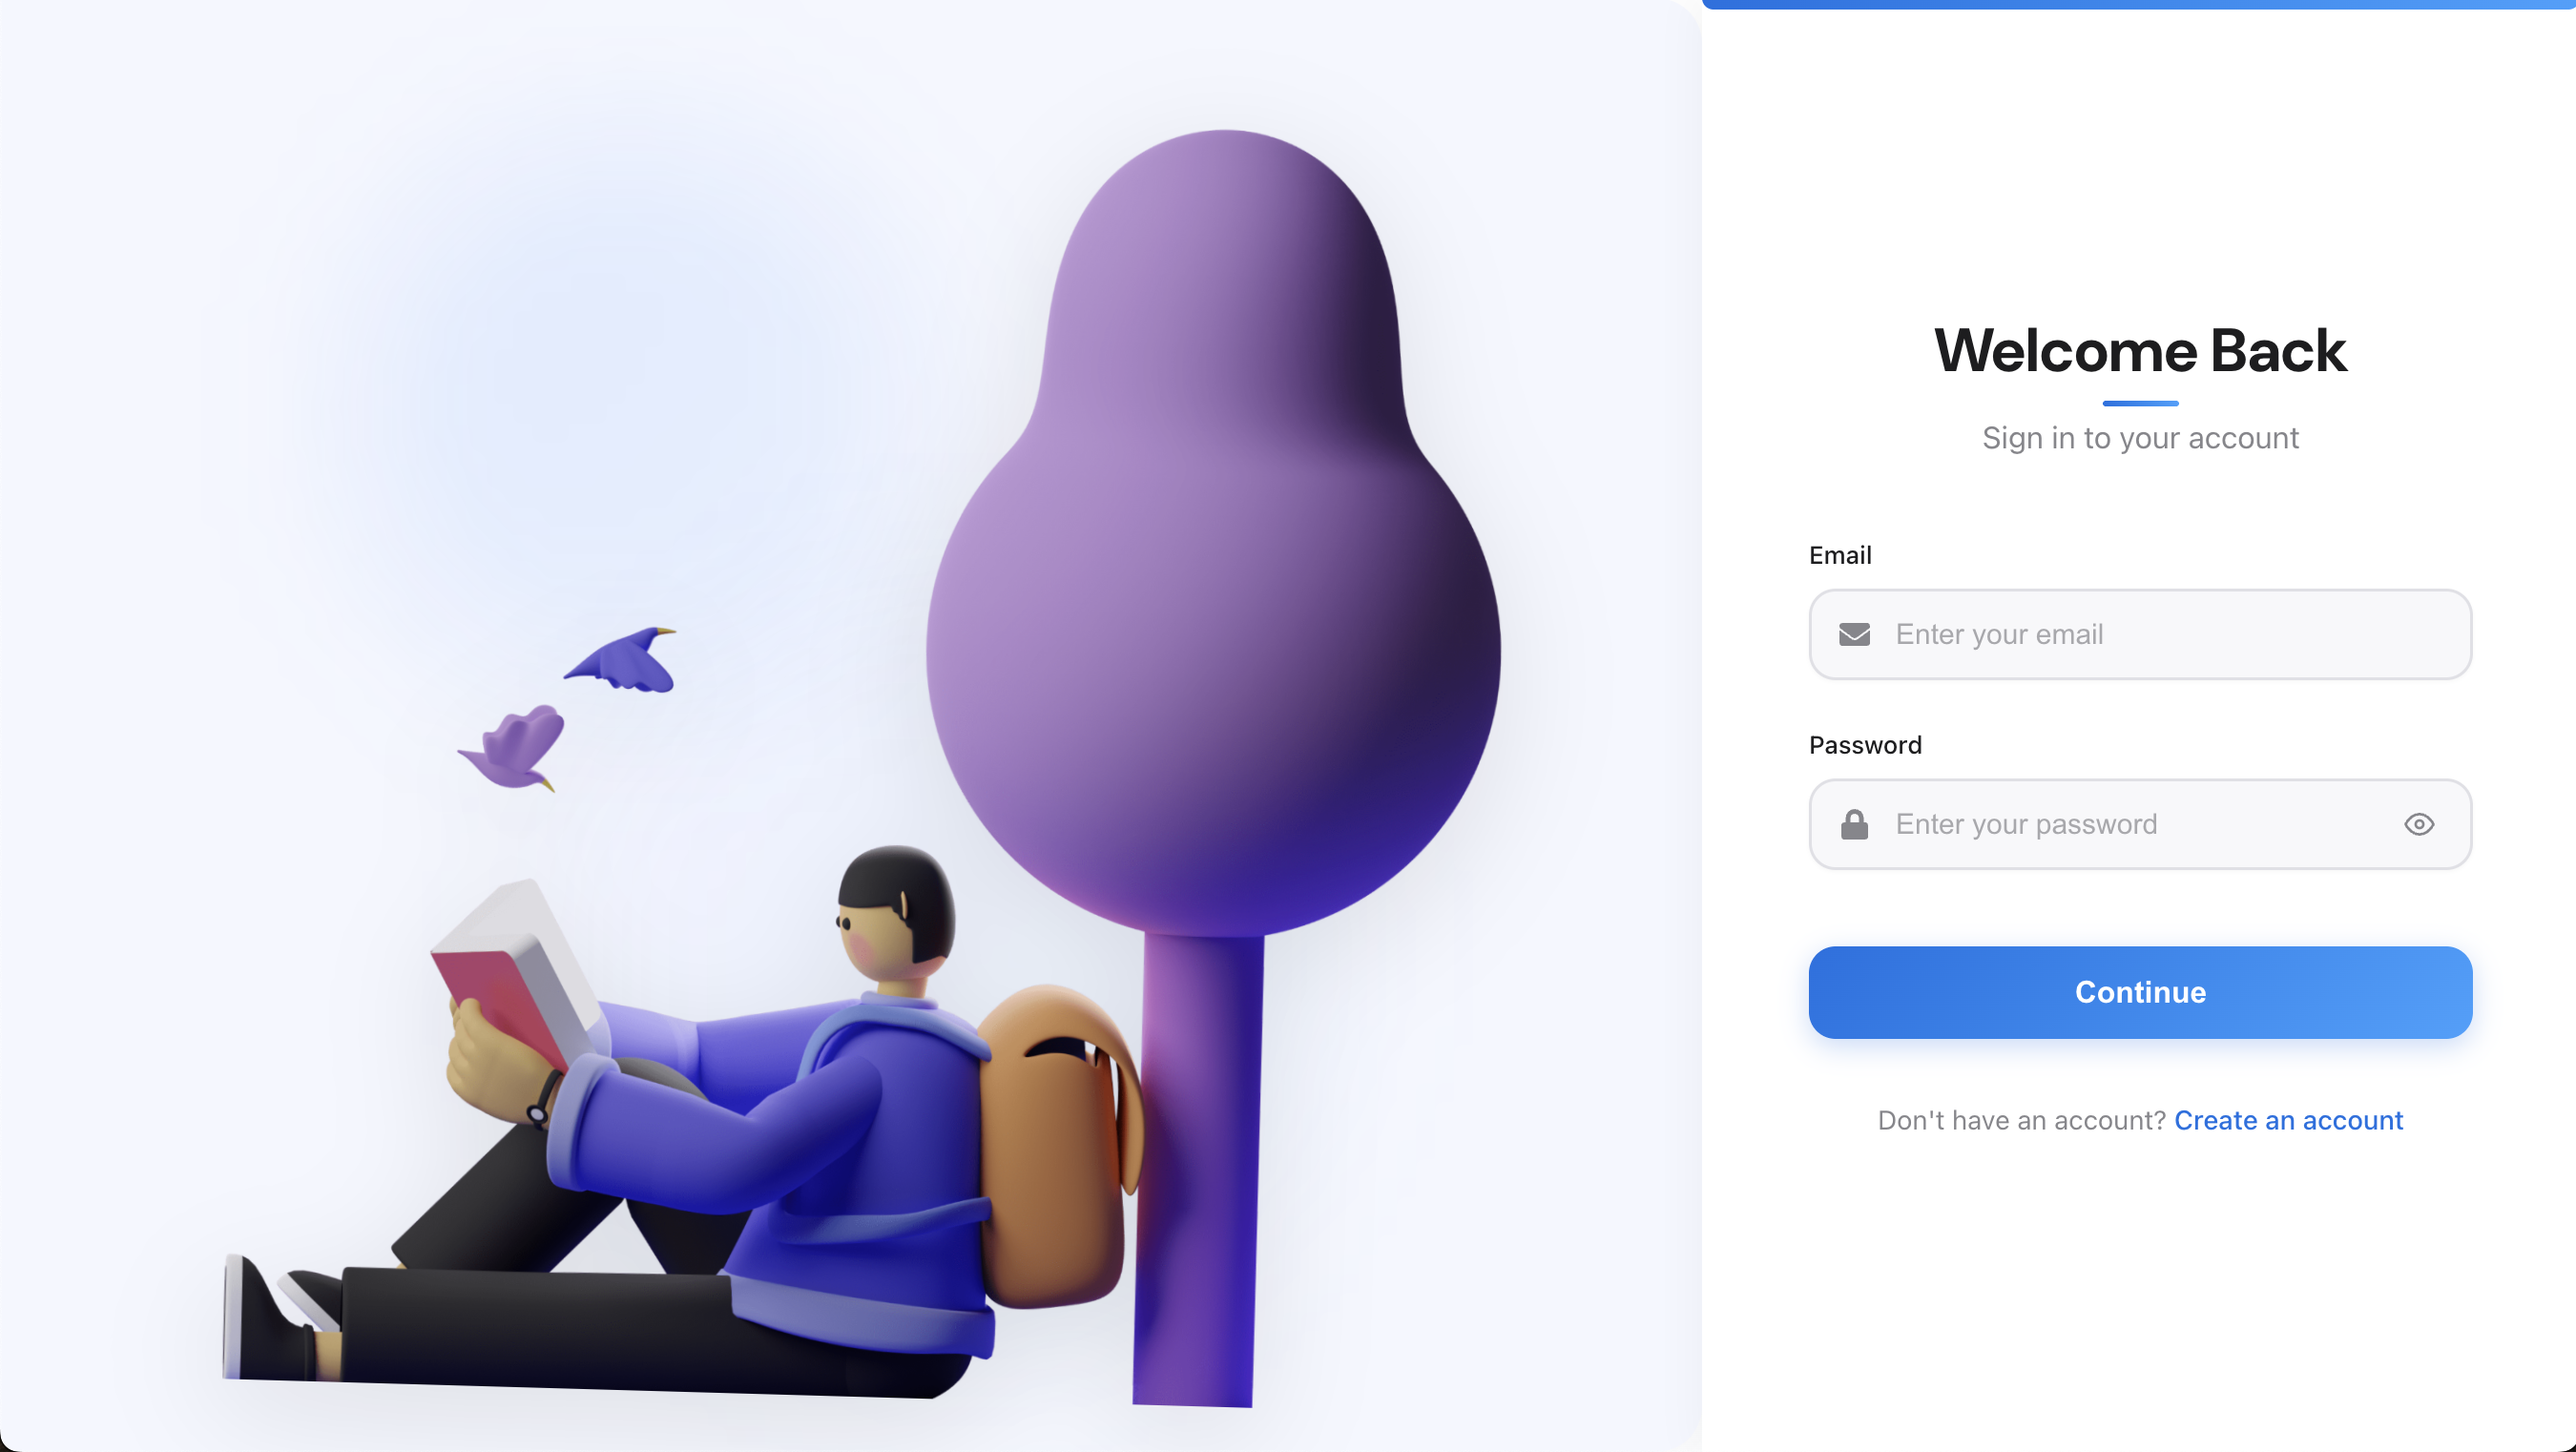 Welcome Back
Sign in to your account
Email
Enter your email
Password
Enter your password
Continue
Don't have an account? Create an account